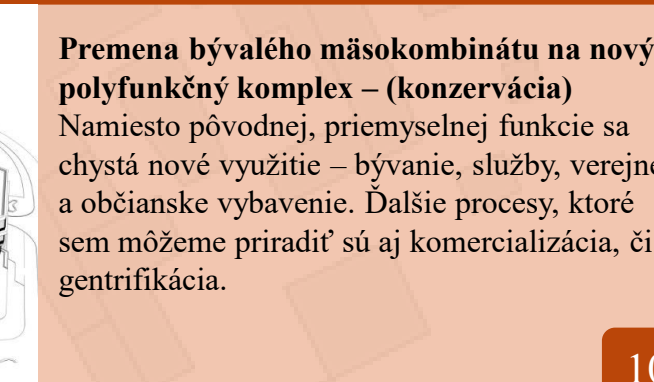 Premena bývalého mäsokombinátu na nový
polyfunkčný komplex – (konzervácia)
Namiesto pôvodnej, priemyselnej funkcie sa
chystá nové využitie – bývanie, služby, verejne
a občianske vybavenie. Ďalšie procesy, ktoré
sem môžeme priradiť sú aj komercializácia, či
gentrifikácia.